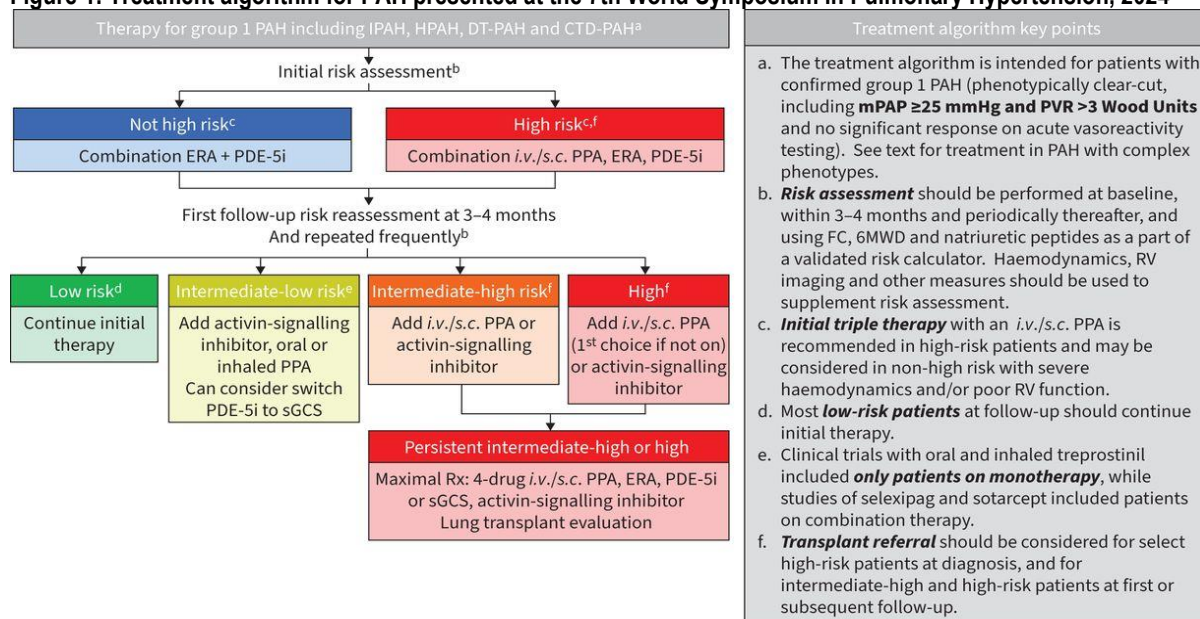 Figure 1. Treatment algorithm for PAH presented at the 7th World Symposium in Pulmonary Hypertension, 2024
Therapy for group 1 PAH including IPAH, HPAH, DT-PAH and CTD-PAHa
Initial risk assessmentb
Not high riskc
Combination ERA + PDE-5i
High riskc,f
Combination i.v./s.c. PPA, ERA, PDE-5i
First follow-up risk reassessment at 3–4 months
And repeated frequentlyb
Low riskd
Continue initial
therapy
Intermediate-low riske
Add activin-signalling
inhibitor, oral or
inhaled PPA
Can consider switch
PDE-5i to sGCS
Intermediate-high riskf
Add i.v./s.c. PPA or
activin-signalling
inhibitor
Highf
Add i.v./s.c. PPA
(1st choice if not on)
or activin-signalling
inhibitor
Persistent intermediate-high or high
Maximal Rx: 4-drug i.v./s.c. PPA, ERA, PDE-5i
or sGCS, activin-signalling inhibitor
Lung transplant evaluation
Treatment algorithm key points
a. The treatment algorithm is intended for patients with
confirmed group 1 PAH (phenotypically clear-cut,
including mPAP ≥25 mmHg and PVR >3 Wood Units
and no significant response on acute vasoreactivity
testing). See text for treatment in PAH with complex
phenotypes.
b. Risk assessment should be performed at baseline,
within 3–4 months and periodically thereafter, and
using FC, 6MWD and natriuretic peptides as a part of
a validated risk calculator. Haemodynamics, RV
imaging and other measures should be used to
supplement risk assessment.
c. Initial triple therapy with an i.v./s.c. PPA is
recommended in high-risk patients and may be
considered in non-high risk with severe
haemodynamics and/or poor RV function.
d. Most low-risk patients at follow-up should continue
initial therapy.
e. Clinical trials with oral and inhaled treprostinil
included only patients on monotherapy, while
studies of selexipag and sotarcept included patients
on combination therapy.
f. Transplant referral should be considered for select
high-risk patients at diagnosis, and for
intermediate-high and high-risk patients at first or
subsequent follow-up.